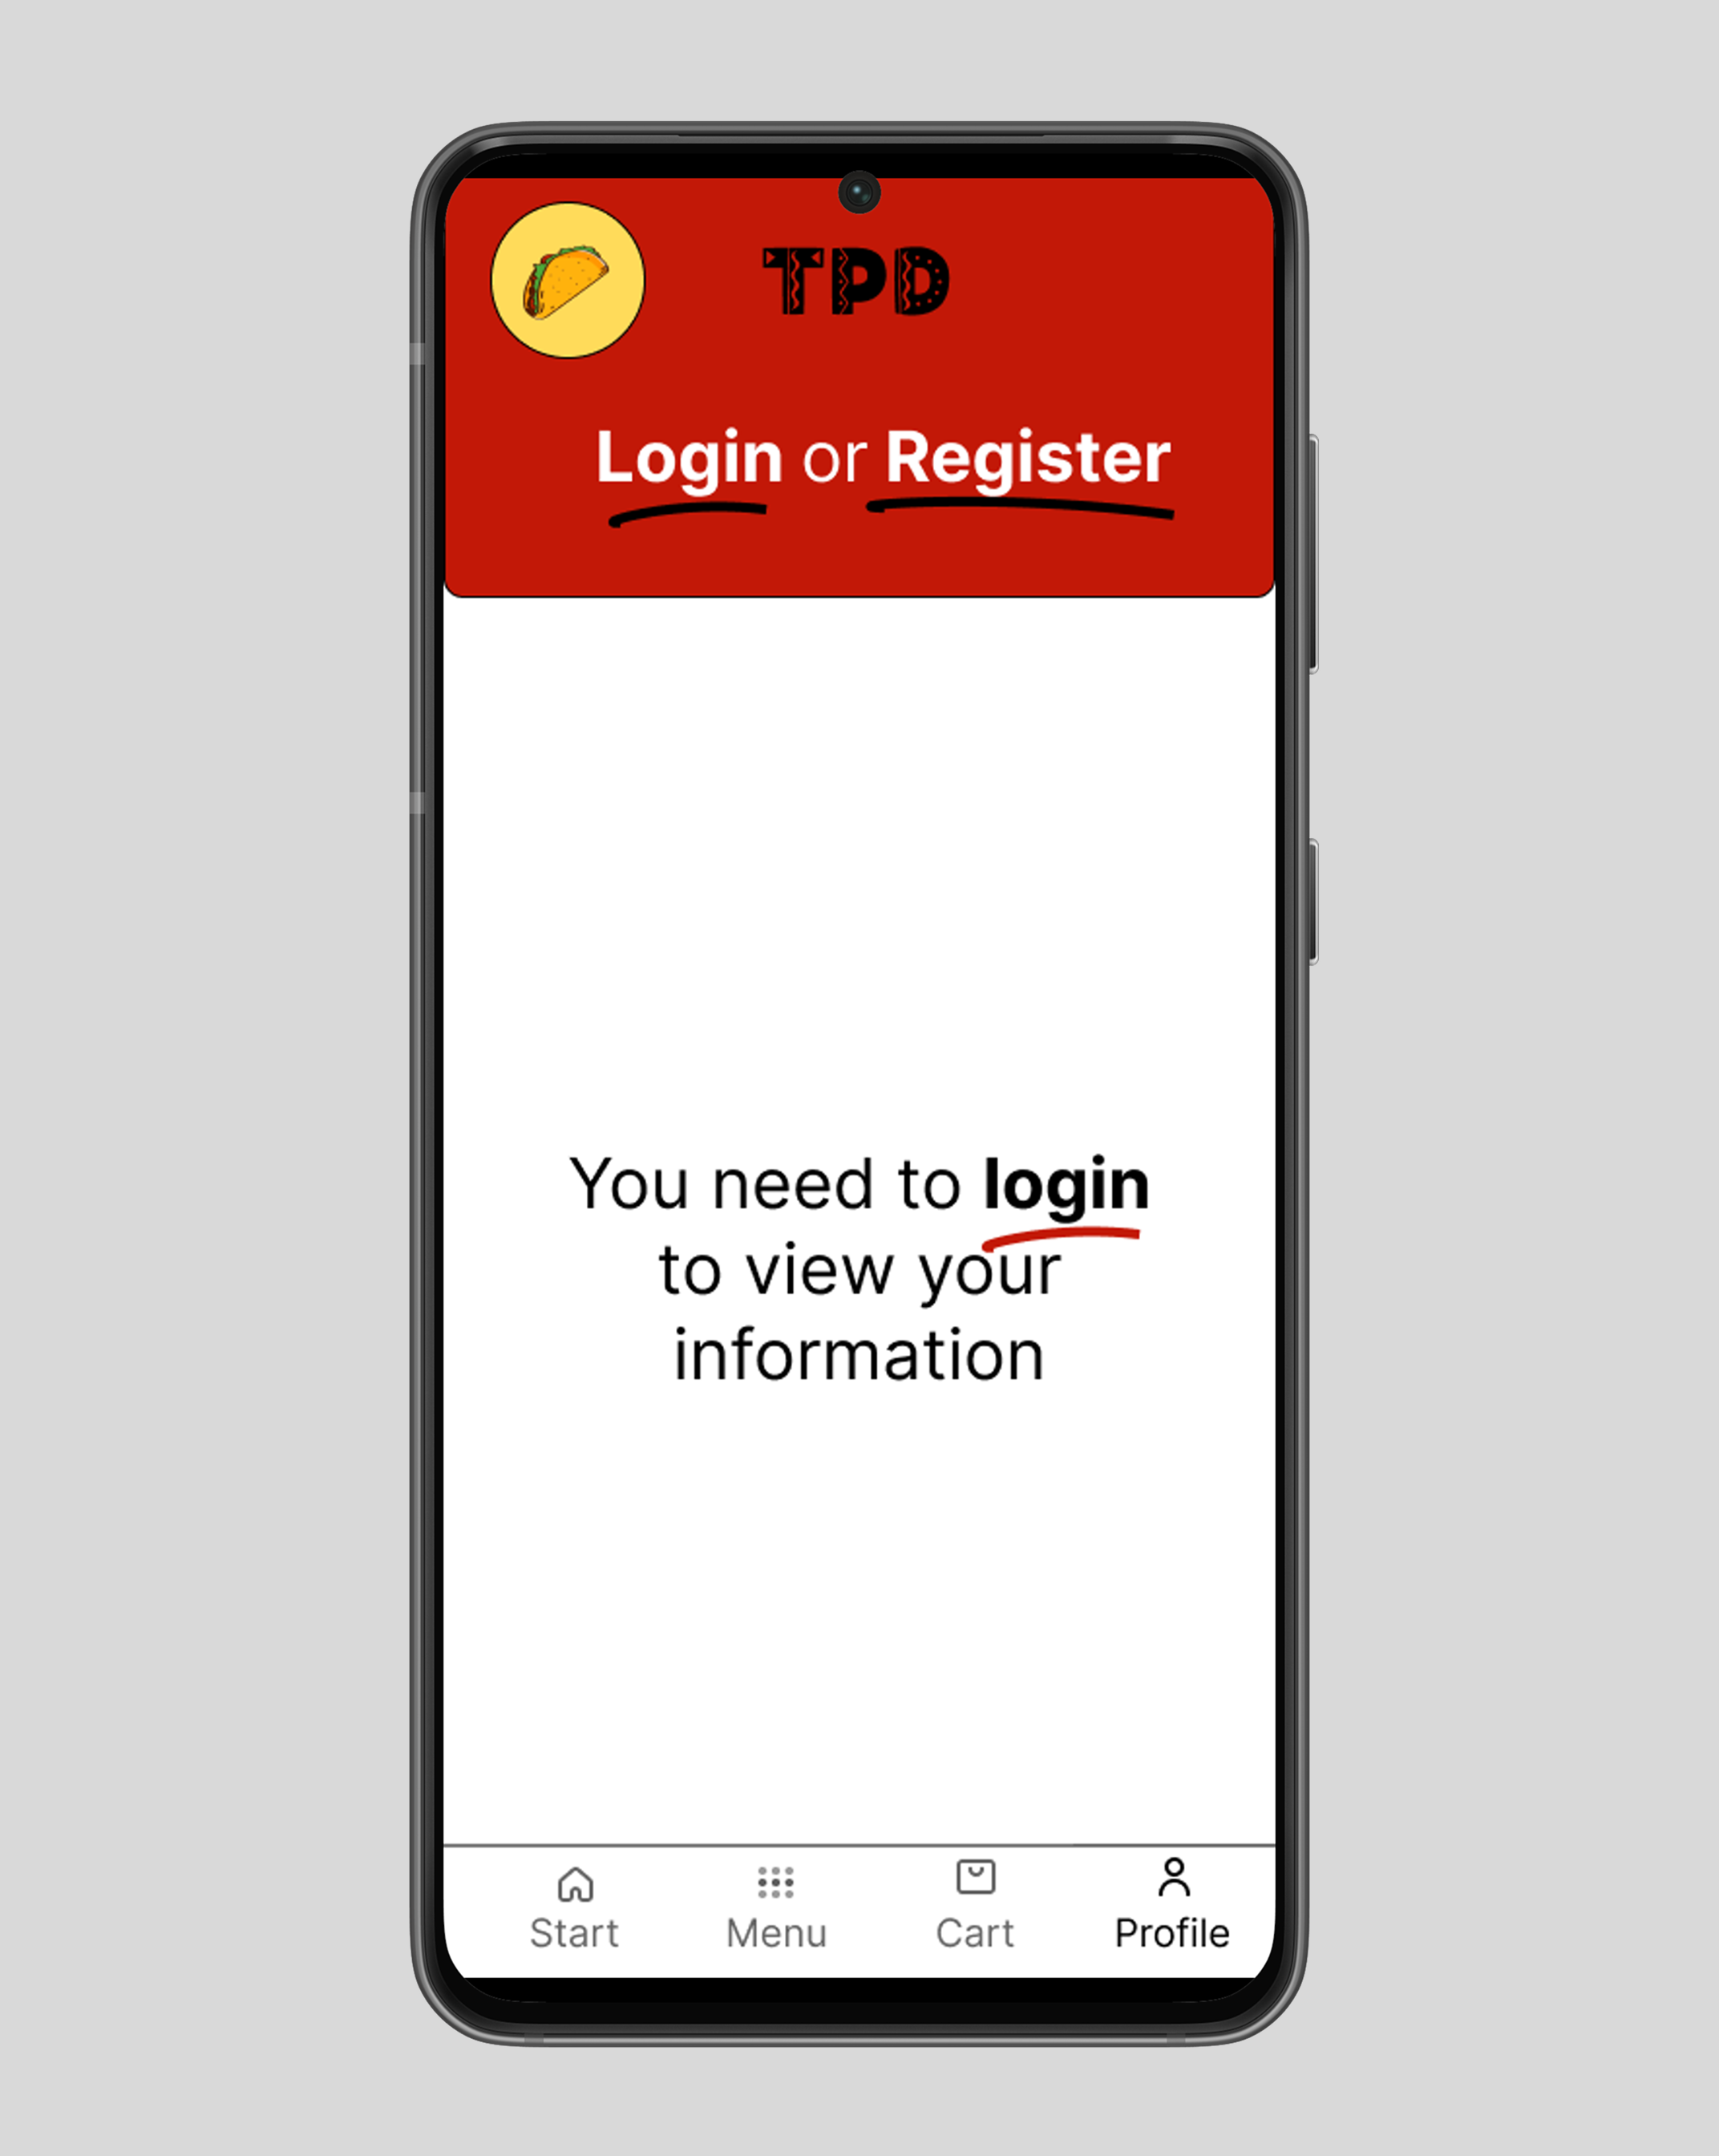 TPD
Login or Register
You need to login
to view your
information
Start
Menu
Cart
Profile